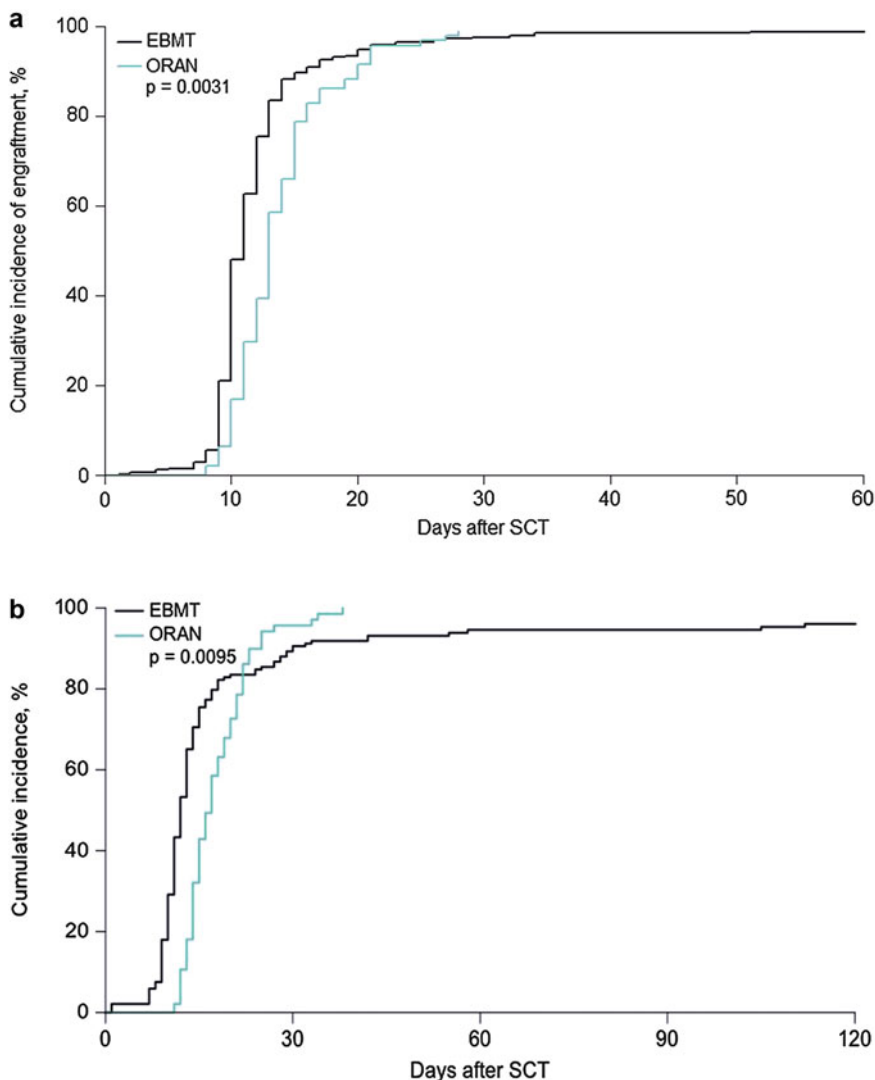 a
100
80
60
40
20
0
Cumulative incidence of engraftment, %
EBMT
ORAN
p = 0.0031
0 10 20 30 40 50 60
Days after SCT
b
100
80
60
40
20
0
Cumulative incidence, %
EBMT
ORAN
p = 0.0095
0 30 60 90 120
Days after SCT